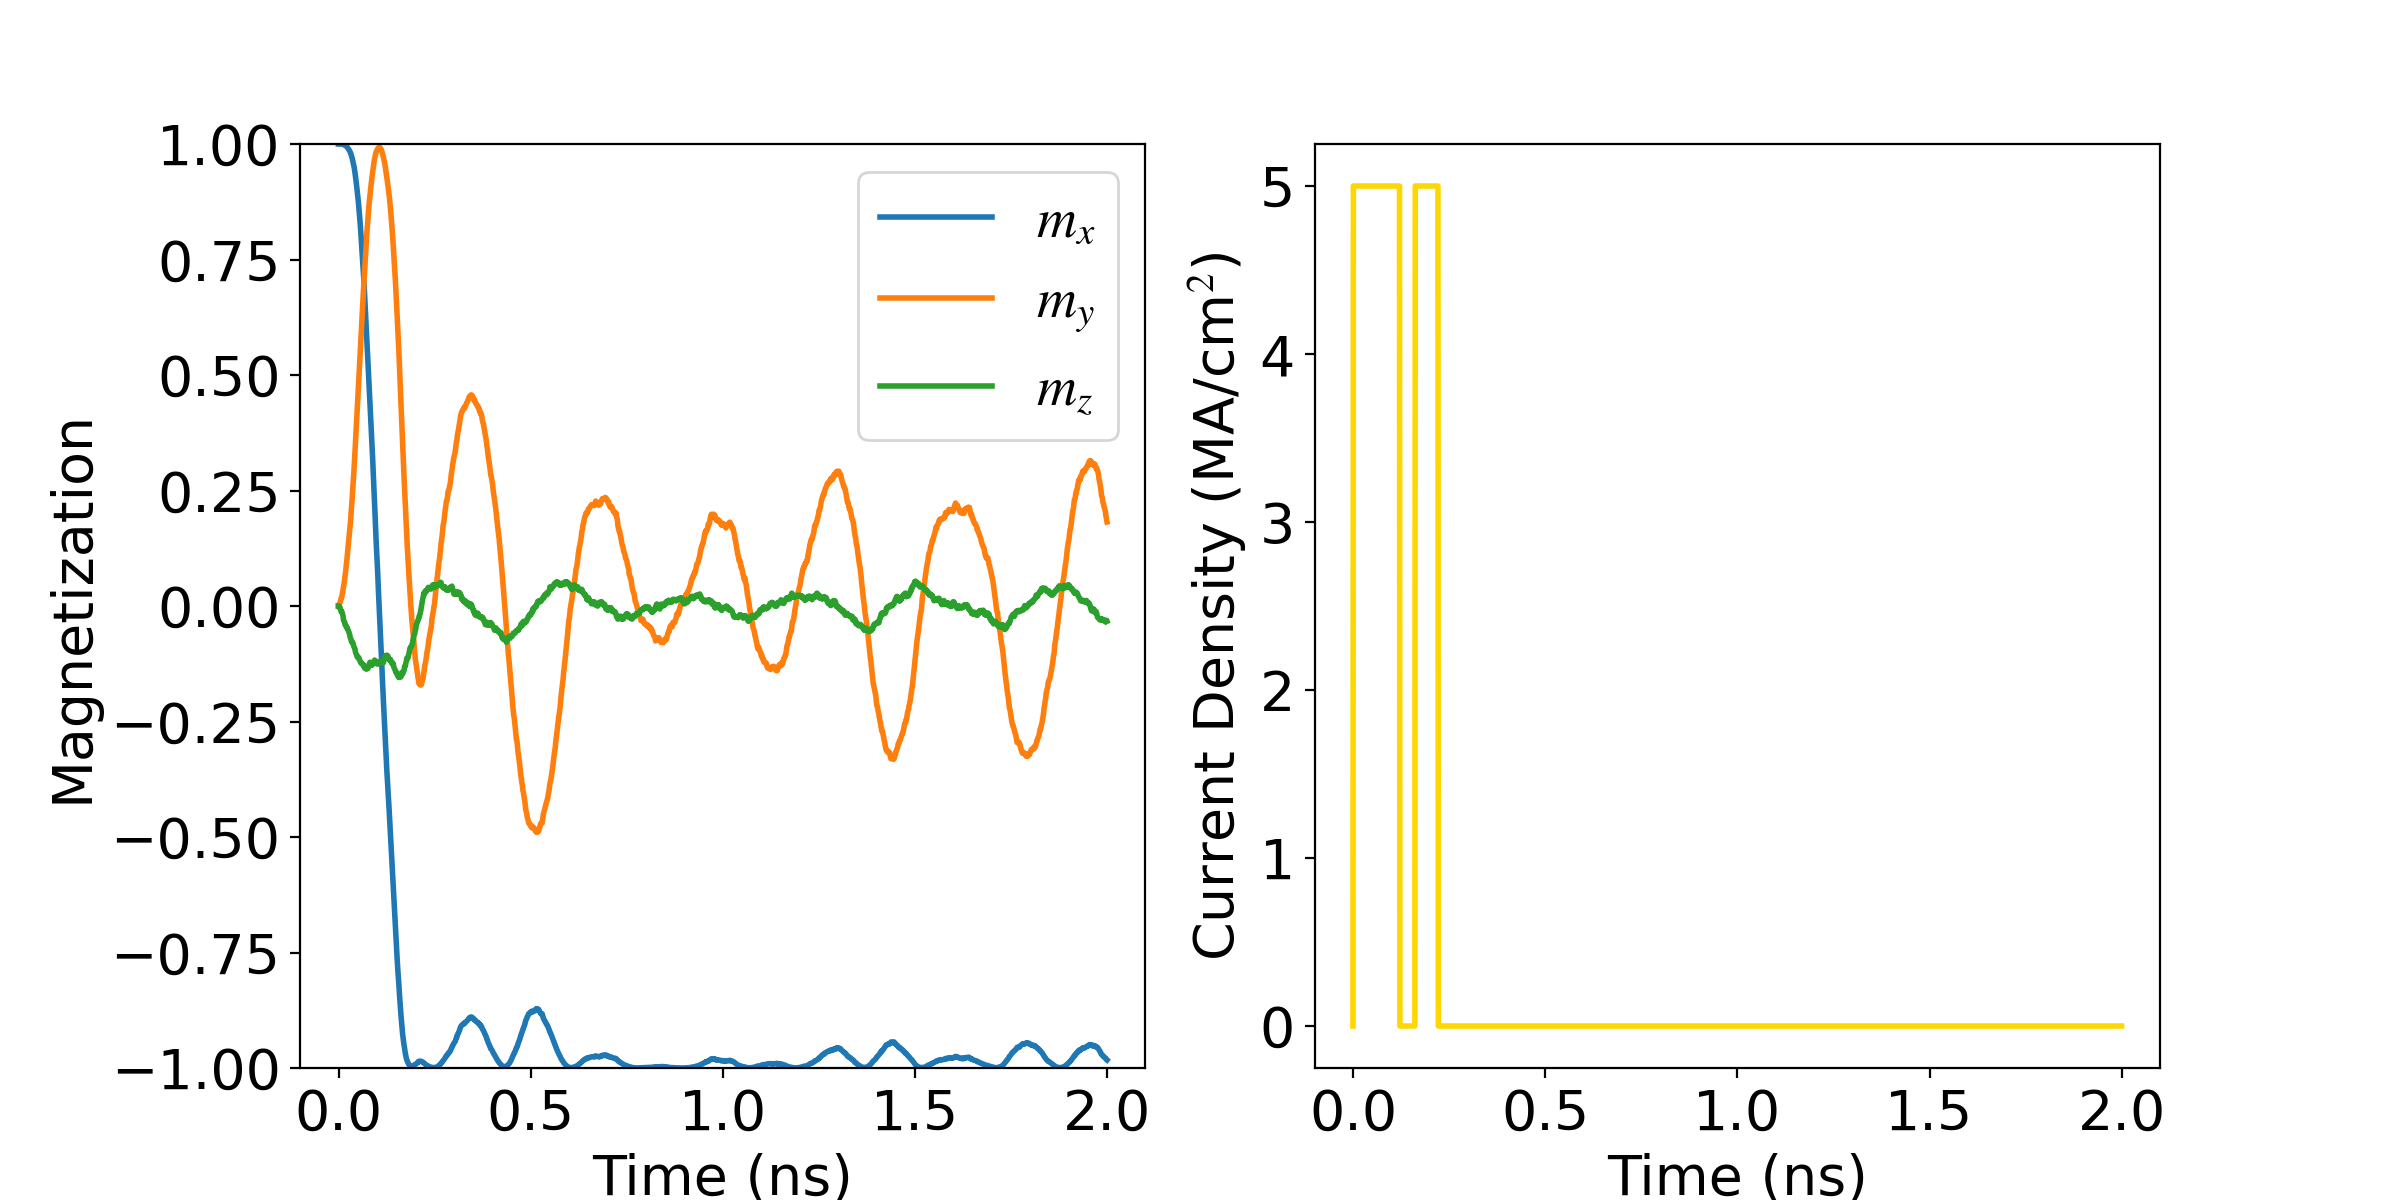 1.00
0.75
0.50
0.25
0.00
−0.25
−0.50
−0.75
−1.00
Magnetization
0.0 0.5 1.0 1.5 2.0
Time (ns)
m_x
m_y
m_z
5
4
3
2
1
0
Current Density (MA/cm²)
0.0 0.5 1.0 1.5 2.0
Time (ns)